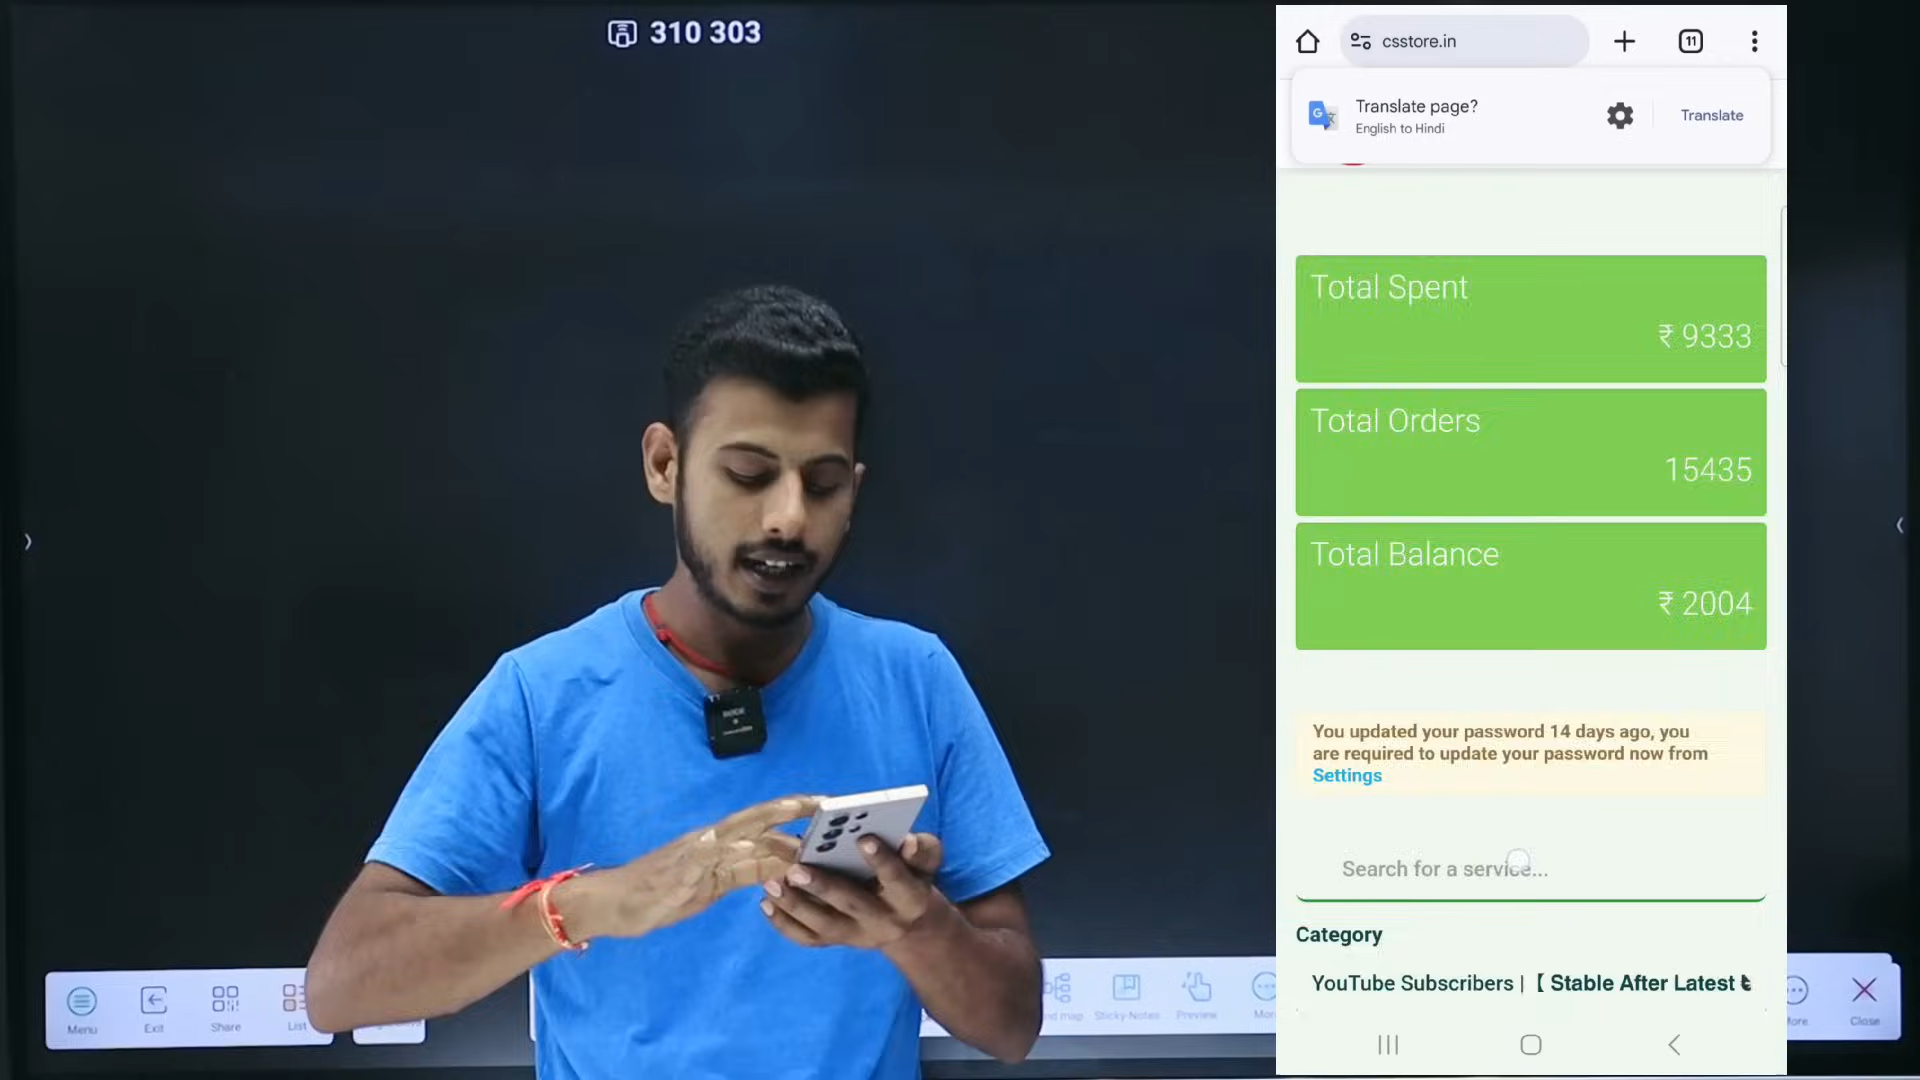 310 303
csstore.in
11
Translate page?
English to Hindi
Translate
Total Spent
₹ 9333
Total Orders
15435
Total Balance
₹ 2004
You updated your password 14 days ago, you
are required to update your password now from
Settings
Search for a service...
Category
YouTube Subscribers | 【 Stable After Latest
Menu
Exit
Share
List
Sticky Notes
Preview
Close